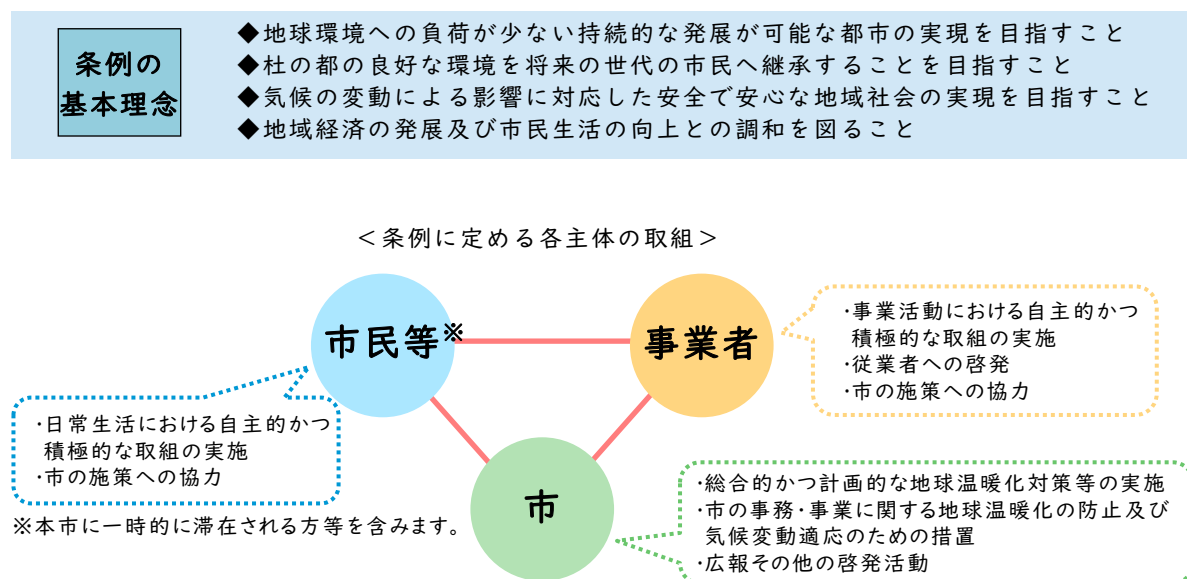 条例の
基本理念
◆地球環境への負荷が少ない持続的な発展が可能な都市の実現を目指すこと
◆杜の都の良好な環境を将来の世代の市民へ継承することを目指すこと
◆気候の変動による影響に対応した安全で安心な地域社会の実現を目指すこと
◆地域経済の発展及び市民生活の向上との調和を図ること
＜条例に定める各主体の取組＞
市民等※
事業者
・事業活動における自主的かつ
積極的な取組の実施
・従業者への啓発
・市の施策への協力
・日常生活における自主的かつ
積極的な取組の実施
・市の施策への協力
※本市に一時的に滞在される方等を含みます。
市
・総合的かつ計画的な地球温暖化対策等の実施
・市の事務・事業に関する地球温暖化の防止及び
気候変動適応のための措置
・広報その他の啓発活動